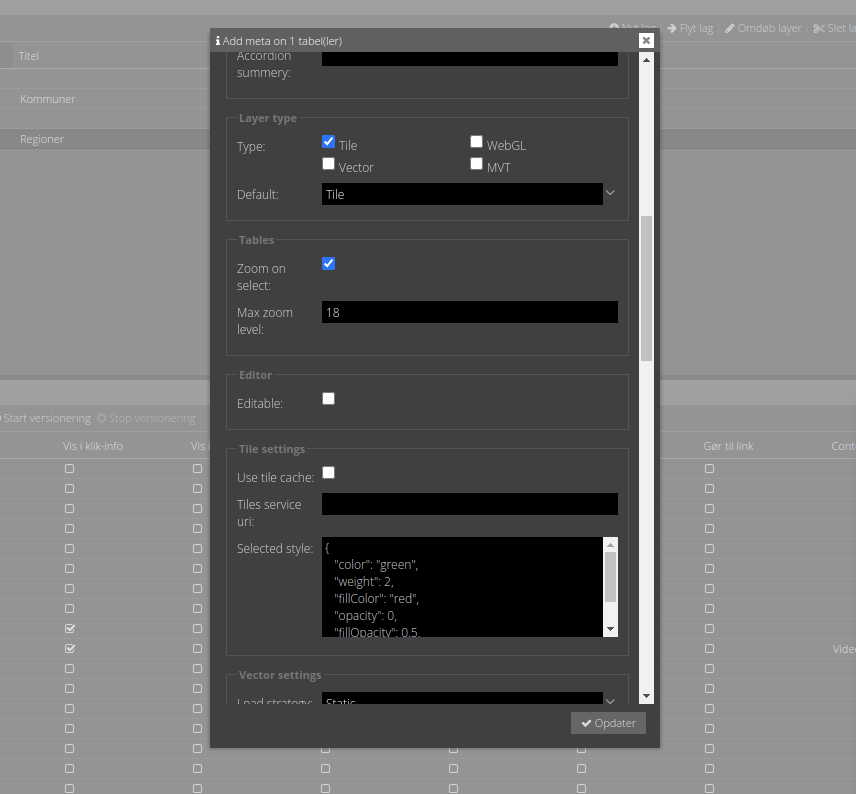 Nyt lag
Flyt lag
Omdøb layer
Slet la
Titel
Kommuner
Regioner
Add meta on 1 tabel(ler)
Accordion
summery:
Layer type
Type:
Tile
WebGL
Vector
MVT
Default:
Tile
Tables
Zoom on
select:
Max zoom
level:
18
Editor
Editable:
Tile settings
Use tile cache:
Tiles service
uri:
Selected style:
{
"color": "green",
"weight": 2,
"fillColor": "red",
"opacity": 0,
"fillOpacity": 0.5,
Vector settings
Load strategy:
Static
Opdater
Start versionering
Stop versionering
Vis i klik-info
Vis i
Gør til link
Cont
Video